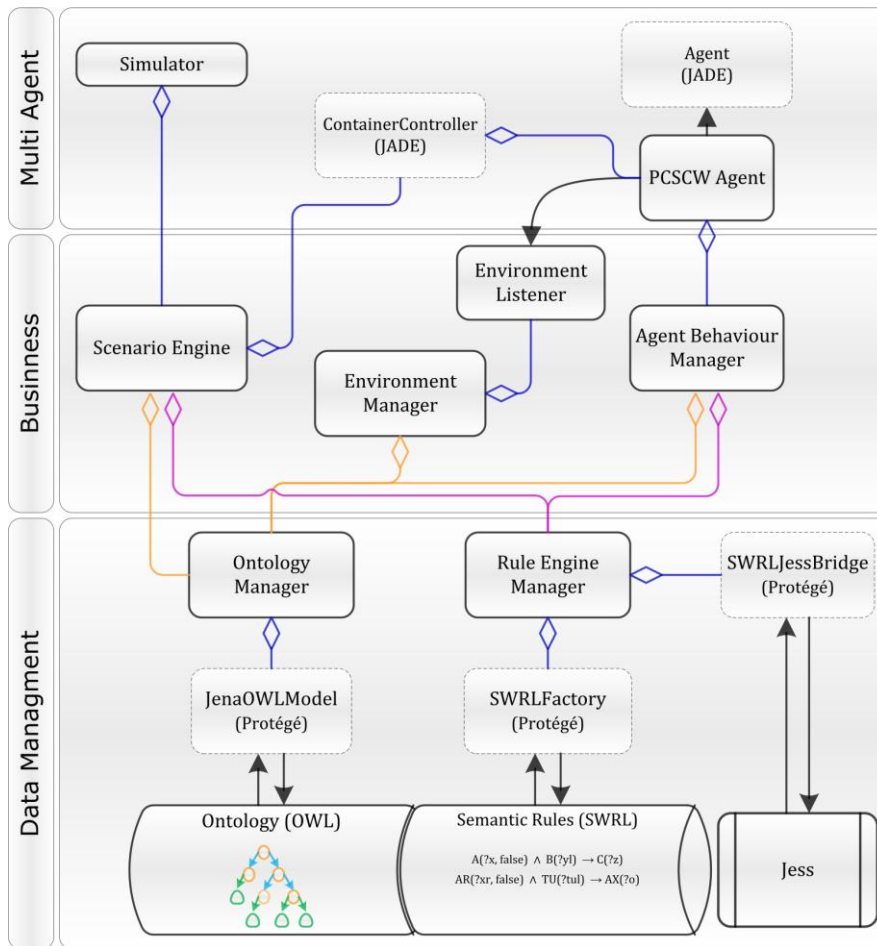 Multi Agent
Simulator
ContainerController
(JADE)
Agent
(JADE)
PCSCW Agent
Businness
Scenario Engine
Environment
Manager
Environment
Listener
Agent Behaviour
Manager
Data Managment
Ontology
Manager
Rule Engine
Manager
SWRLJessBridge
(Protégé)
JenaOWLModel
(Protégé)
SWRLFactory
(Protégé)
Ontology (OWL)
Semantic Rules (SWRL)
A(?x, false) ∧ B(?yl) → C(?z)
AR(?xr, false) ∧ TU(?tul) → AX(?o)
Jess